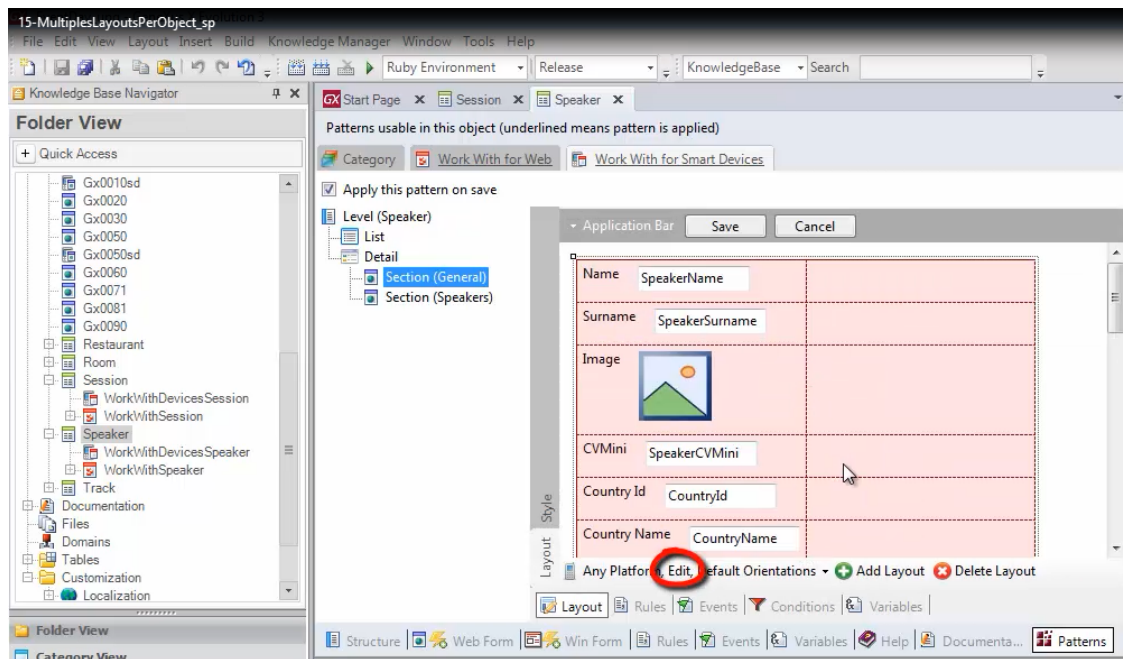 15-MultiplesLayoutsPerObject_sp
File Edit View Layout Insert Build Knowledge Manager Window Tools Help
Ruby Environment Release KnowledgeBase Search
Knowledge Base Navigator
Start Page Session Speaker
Folder View
Patterns usable in this object (underlined means pattern is applied)
Quick Access
Category Work With for Web Work With for Smart Devices
Apply this pattern on save
Gx0010sd
Gx0020
Gx0030
Gx0050
Gx0050sd
Gx0060
Gx0071
Gx0081
Gx0090
Restaurant
Room
Session
WorkWithDevicesSession
WorkWithSession
Speaker
WorkWithDevicesSpeaker
WorkWithSpeaker
Track
Documentation
Files
Domains
Tables
Customization
Localization
Folder View
Category View
Level (Speaker)
List
Detail
Section (General)
Section (Speakers)
Application Bar Save Cancel
Name SpeakerName
Surname SpeakerSurname
Image
CVMini SpeakerCVMini
Country Id CountryId
Country Name CountryName
Style
Layout
Any Platform, Edit, Default Orientations Add Layout Delete Layout
Layout Rules Events Conditions Variables
Structure Web Form Win Form Rules Events Variables Help Documenta... Patterns